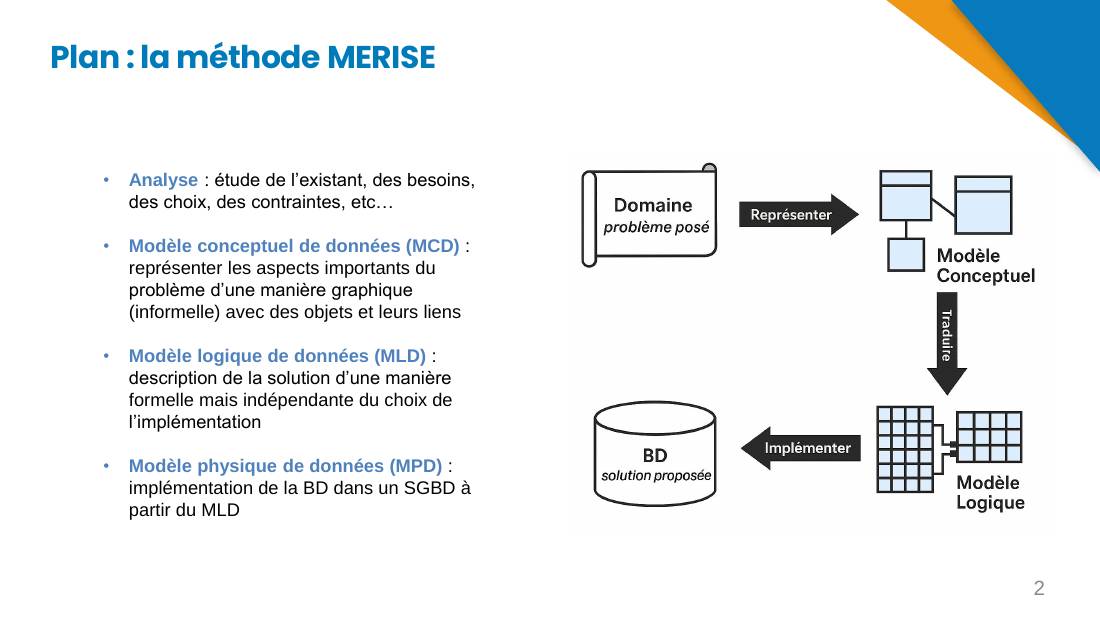 Plan : la méthode MERISE
• Analyse : étude de l’existant, des besoins,
des choix, des contraintes, etc…
• Modèle conceptuel de données (MCD) :
représenter les aspects importants du
problème d’une manière graphique
(informelle) avec des objets et leurs liens
• Modèle logique de données (MLD) :
description de la solution d’une manière
formelle mais indépendante du choix de
l’implémentation
• Modèle physique de données (MPD) :
implémentation de la BD dans un SGBD à
partir du MLD
Domaine
problème posé
Représenter
Modèle
Conceptuel
Traduire
Modèle
Logique
Implémenter
BD
solution proposée
2